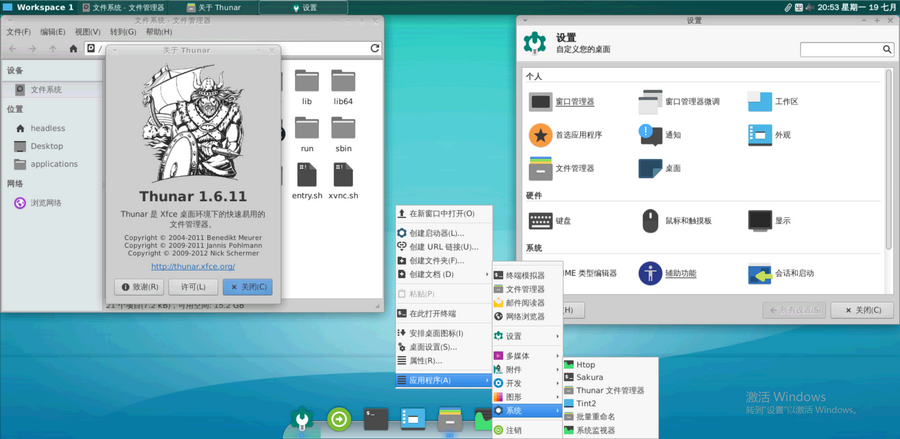 Workspace 1
文件系统 - 文件管理器
关于 Thunar
设置
20:53 星期一 19 七月
文件系统 - 文件管理器
文件(F)
编辑(E)
视图(V)
转到(G)
帮助(H)
设备
文件系统
位置
headless
Desktop
applications
网络
浏览网络
lib
lib64
run
sbin
entry.sh
xvnc.sh
关于 Thunar
Thunar 1.6.11
Thunar 是 Xfce 桌面环境下的快速易用的
文件管理器。
Copyright © 2004-2011 Benedikt Meurer
Copyright © 2009-2011 Jannis Pohlmann
Copyright © 2009-2012 Nick Schermer
http://thunar.xfce.org/
致谢(R)
许可(L)
关闭(C)
设置
设置
自定义您的桌面
个人
窗口管理器
窗口管理器微调
工作区
首选应用程序
通知
外观
文件管理器
桌面
硬件
键盘
鼠标和触摸板
显示
系统
IME 类型编辑器
辅助功能
会话和启动
(H)
所有设置(S)
关闭(C)
在新窗口中打开(O)
创建启动器(L)...
创建 URL 链接(U)...
创建文件夹(F)...
创建文档 (D)
粘贴(P)
在此打开终端
安排桌面图标(I)
桌面设置(S)...
属性(R)...
应用程序(A)
终端模拟器
文件管理器
邮件阅读器
网络浏览器
设置
多媒体
附件
开发
图形
系统
注销
Htop
Sakura
Thunar 文件管理器
Tint2
批量重命名
系统监视器
激活 Windows
转到"设置"以激活 Windows。